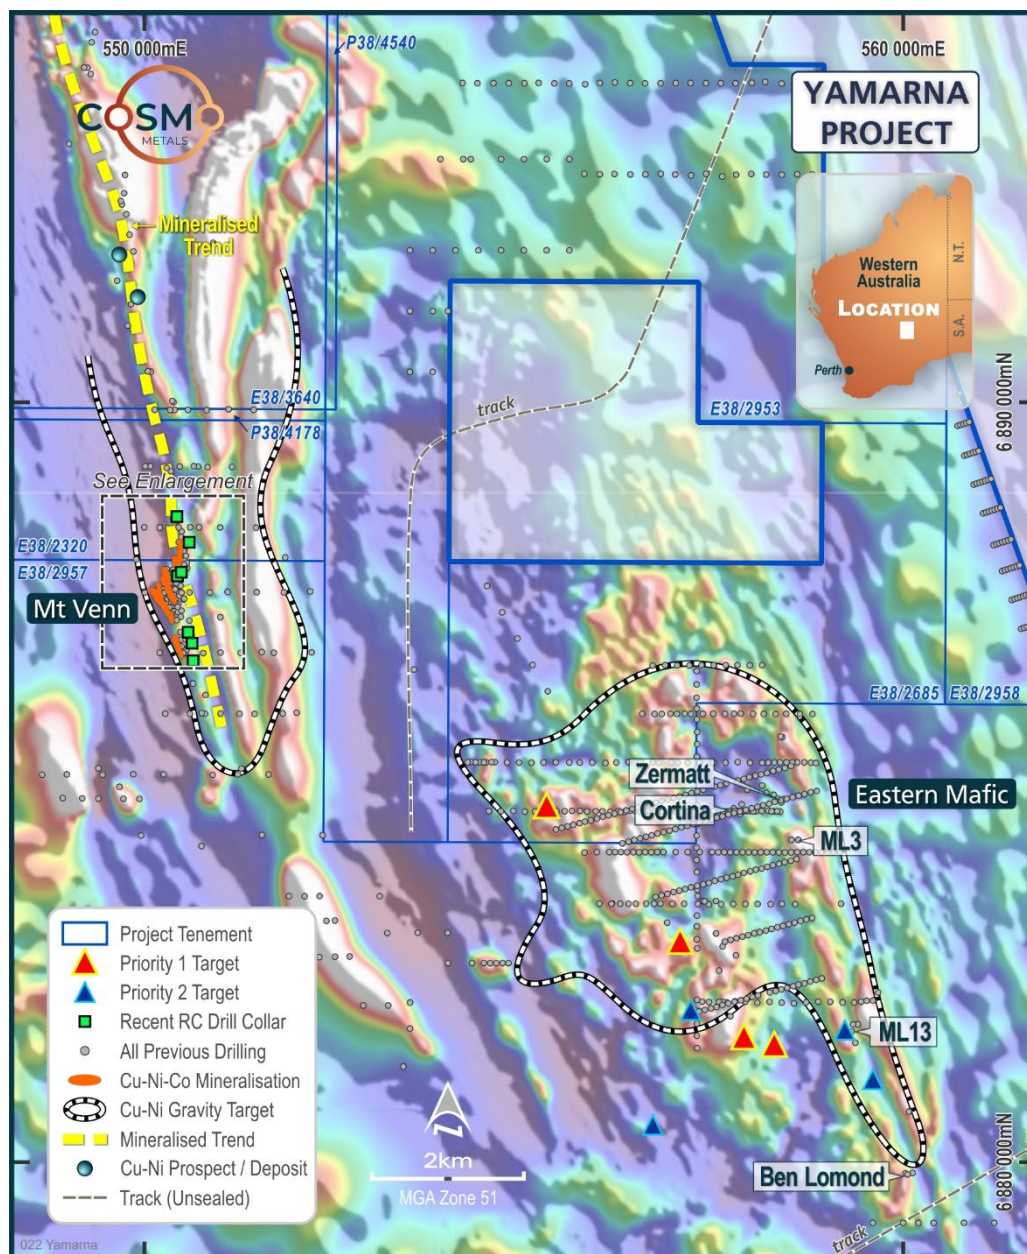 550 000mE
P38/4540
560 000mE
COSMO
METALS
YAMARNA
PROJECT
Mineralised
Trend
Western
Australia
N.T.
LOCATION
S.A.
Perth
E38/3640
track
E38/2953
P38/4178
6 890 000mN
See Enlargement
E38/2320
E38/2957
Mt Venn
E38/2685
E38/2958
Zermatt
Eastern Mafic
Cortina
ML3
Project Tenement
Priority 1 Target
Priority 2 Target
Recent RC Drill Collar
All Previous Drilling
Cu-Ni-Co Mineralisation
Cu-Ni Gravity Target
Mineralised Trend
Cu-Ni Prospect / Deposit
Track (Unsealed)
ML13
N
2km
MGA Zone 51
Ben Lomond
6 880 000mN
track
022 Yamarna